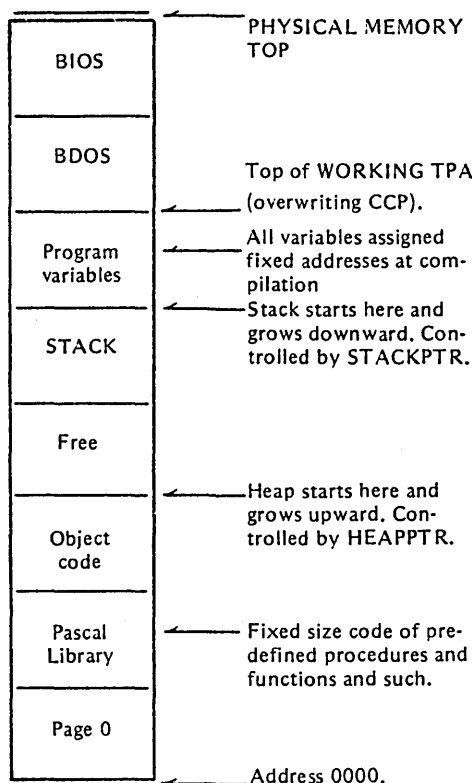 PHYSICAL MEMORY
TOP
BIOS
BDOS
Top of WORKING TPA
(overwriting CCP).
Program
variables
All variables assigned
fixed addresses at com-
pilation
Stack starts here and
grows downward. Con-
trolled by STACKPTR.
STACK
Free
Heap starts here and
grows upward. Con-
trolled by HEAPPTR.
Object
code
Pascal
Library
Fixed size code of pre-
defined procedures and
functions and such.
Page 0
Address 0000.